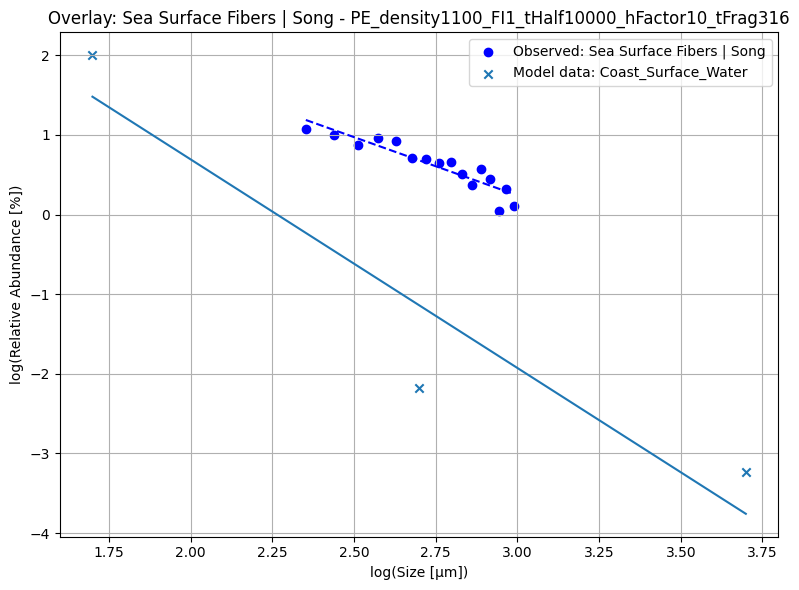 Overlay: Sea Surface Fibers | Song - PE_density1100_FI1_tHalf10000_hFactor10_tFrag316
Observed: Sea Surface Fibers | Song
Model data: Coast_Surface_Water
log(Relative Abundance [%])
2
1
0
−1
−2
−3
−4
1.75 2.00 2.25 2.50 2.75 3.00 3.25 3.50 3.75
log(Size [µm])